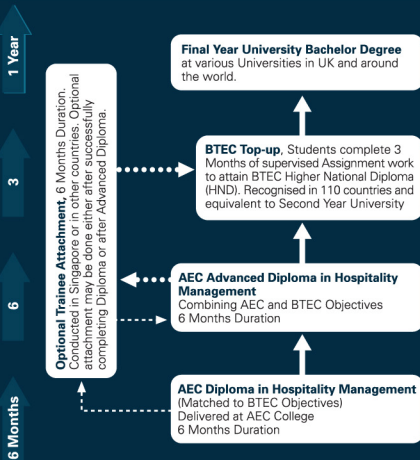 1 Year
3
6
6 Months
Optional Trainee Attachment, 6 Months Duration.
Conducted in Singapore or in other countries. Optional
attachment may be done either after successfully
completing Diploma or after Advanced Diploma.
Final Year University Bachelor Degree
at various Universities in UK and around
the world.
BTEC Top-up, Students complete 3
Months of supervised Assignment work
to attain BTEC Higher National Diploma
(HND). Recognised in 110 countries and
equivalent to Second Year University
AEC Advanced Diploma in Hospitality
Management
Combining AEC and BTEC Objectives
6 Months Duration
AEC Diploma in Hospitality Management
(Matched to BTEC Objectives)
Delivered at AEC College
6 Months Duration